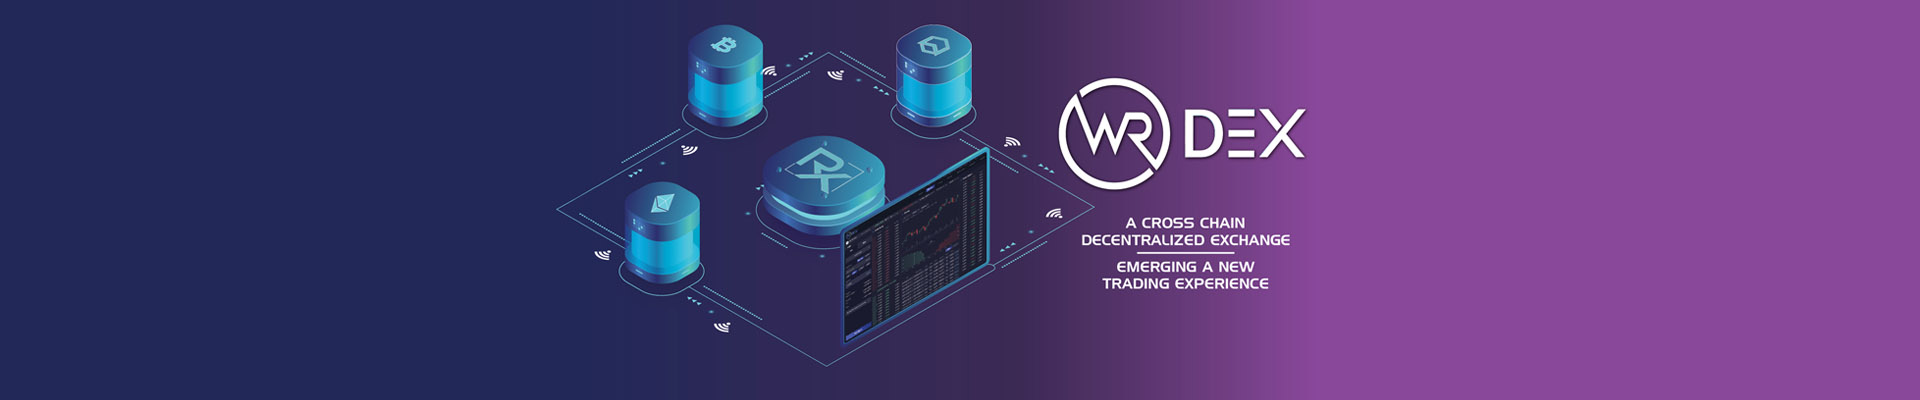 WR DEX
A CROSS CHAIN
DECENTRALIZED EXCHANGE
EMERGING A NEW
TRADING EXPERIENCE